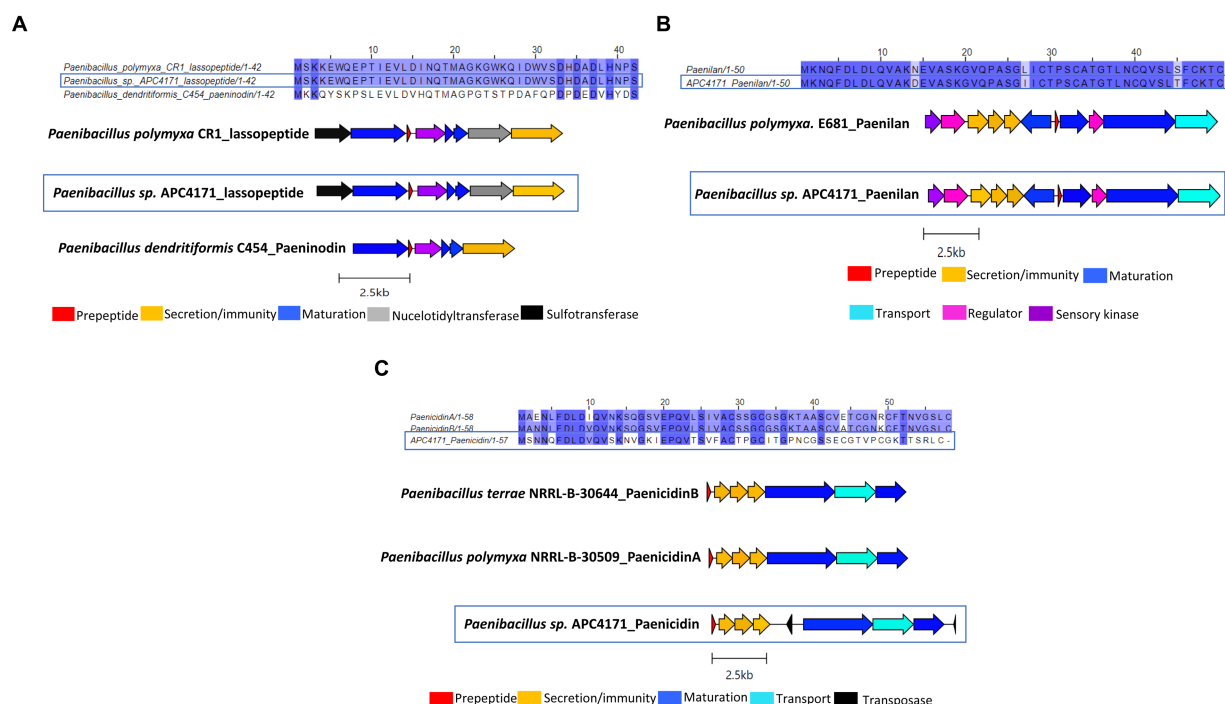 A
10 20 30 40
Paenibacillus_polymyxa_CR1_lassopeptide/1-42 MSKKEWQEPTIEVLDINQTMAGKGWKQIDWVSDHDADLHNPS
Paenibacillus_sp._APC4171_lassopeptide/1-42 MSKKEWQEPTIEVLDINQTMAGKGWKQIDWVSDHDADLHNPS
Paenibacillus_dendritiformis_C454_paeninodin/1-42 MKKQYSKPSLEVLDVHQTMAGPGTSTPDAFQPDPDEDVHYDS
Paenibacillus polymyxa CR1_lassopeptide
Paenibacillus sp. APC4171_lassopeptide
Paenibacillus dendritiformis C454_Paeninodin
2.5kb
Prepeptide Secretion/immunity Maturation Nucelotidyltransferase Sulfotransferase
B
10 20 30 40
Paenilan/1-50 MKNQFDLDLQVAKNEVASKGVQPASGLICTPSCATGTLNCQVSLSFCKTC
APC4171_Paenilan/1-50 MKNQFDLDLQVAKDEVASKGVQPASGIICTPSCATGTLNCQVSLTFCKTC
Paenibacillus polymyxa. E681_Paenilan
Paenibacillus sp. APC4171_Paenilan
2.5kb
Prepeptide Secretion/immunity Maturation
Transport Regulator Sensory kinase
C
10 20 30 40 50
PaenicidinA/1-58 MAENLFDLDIQVNKSQGSVEPQVLSIVACSSGCGSGKTAASCVETCGNRCFTNVGSLC
PaenicidinB/1-58 MANNLFDLDVQVNKSQGSVEPQVLSIVACSSGCGSGKTAASCVATCGNKCFTNVGSLC
APC4171_Paenicidin/1-57 MSNNQFDLDVQVSKNVGKIEPQVTSVFACTPGCITGPNCGSSECGTVPCGKTTSRLC-
Paenibacillus terrae NRRL-B-30644_PaenicidinB
Paenibacillus polymyxa NRRL-B-30509_PaenicidinA
Paenibacillus sp. APC4171_Paenicidin
2.5kb
Prepeptide Secretion/immunity Maturation Transport Transposase